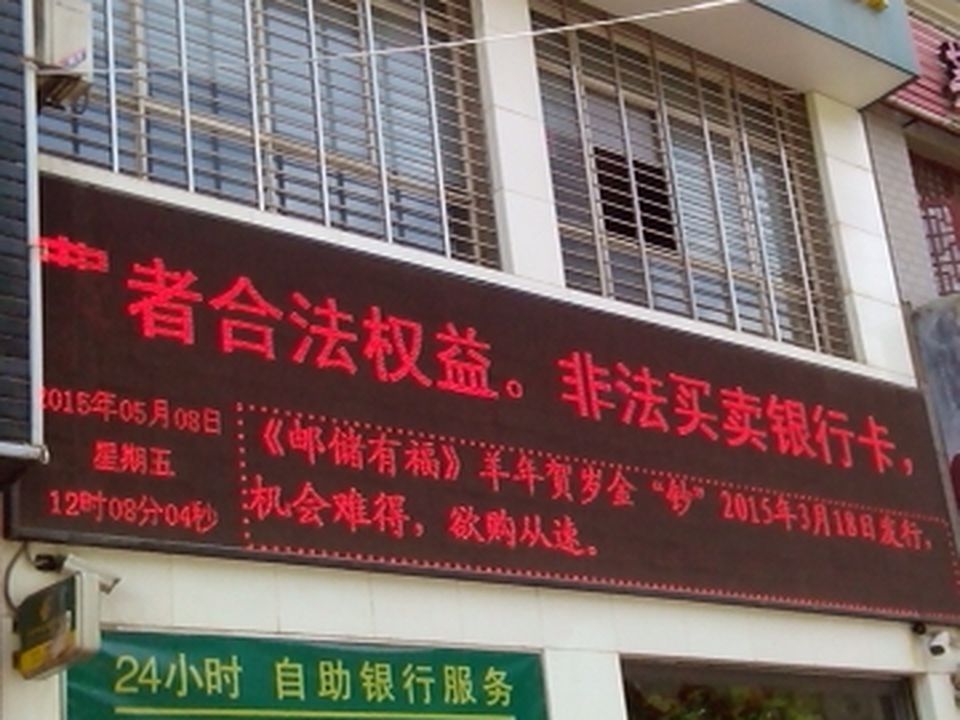 者合法权益。非法买卖银行卡，
2015年05月08日
星期五
12时08分04秒
《邮储有福》羊年贺岁金“钞”2015年3月18日发行，
机会难得，欲购从速。
24小时 自助银行服务